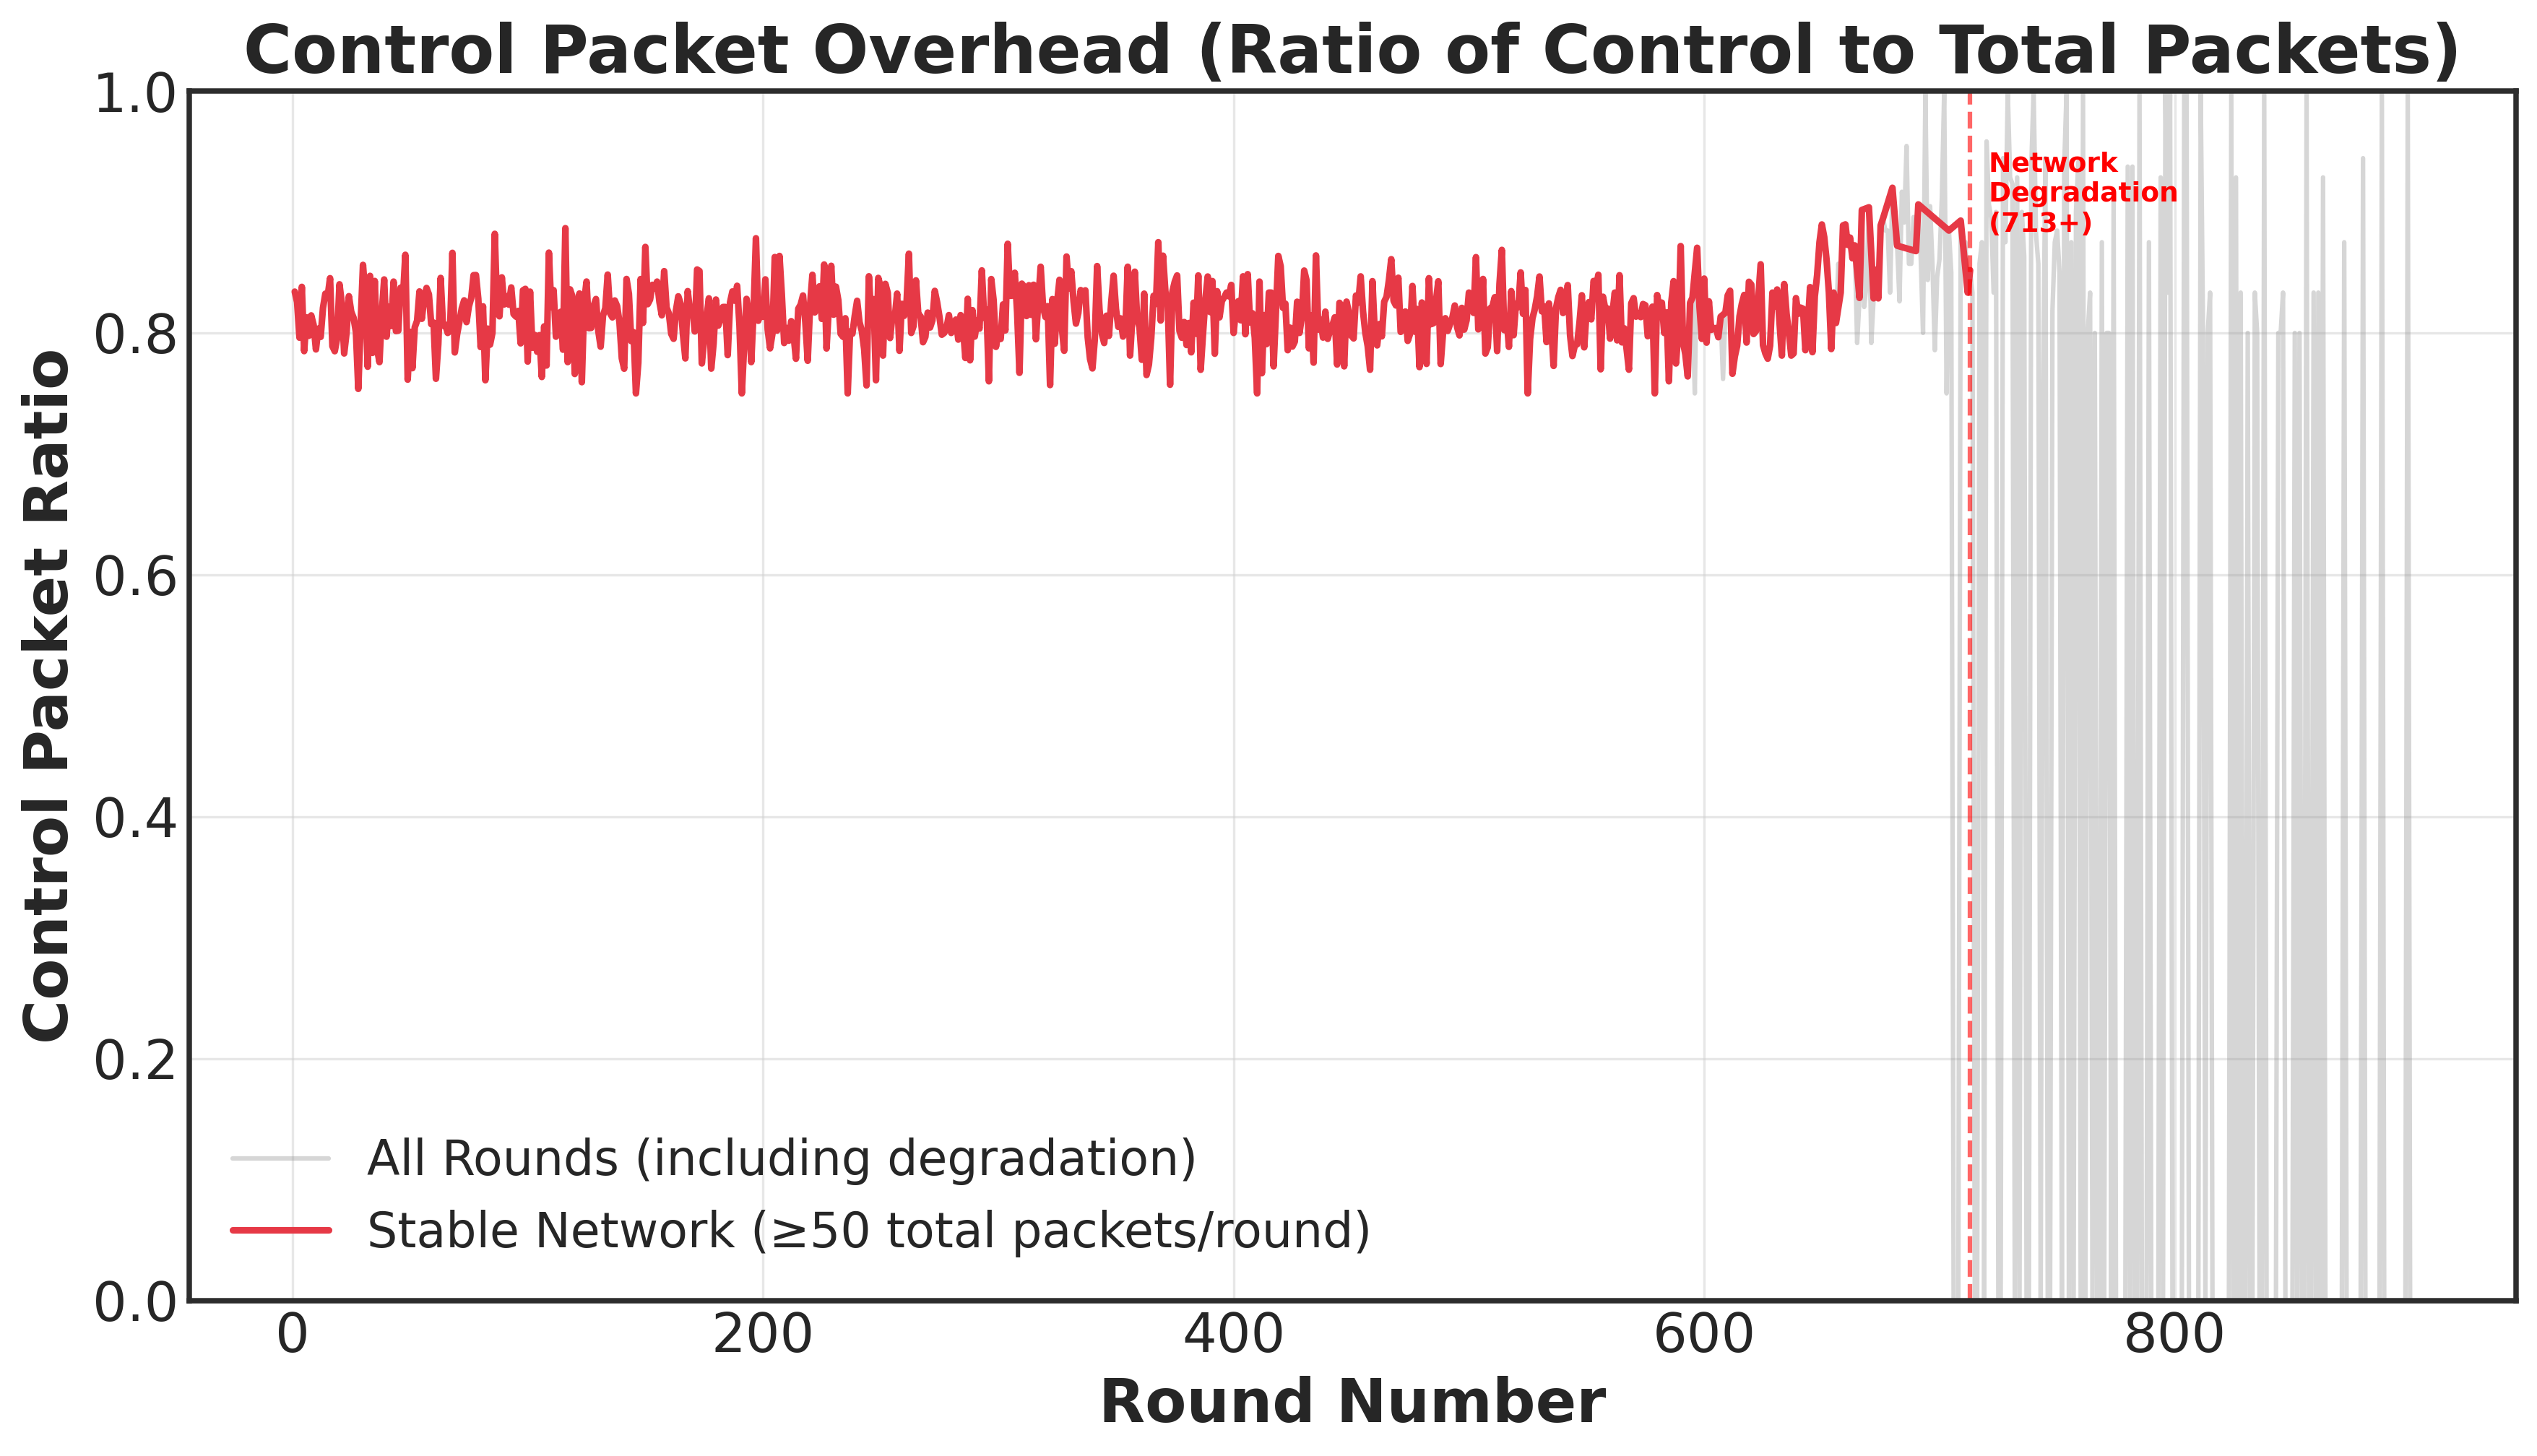 Control Packet Overhead (Ratio of Control to Total Packets)
Control Packet Ratio
1.0
0.8
0.6
0.4
0.2
0.0
Network
Degradation
(713+)
All Rounds (including degradation)
Stable Network (≥50 total packets/round)
0 200 400 600 800
Round Number